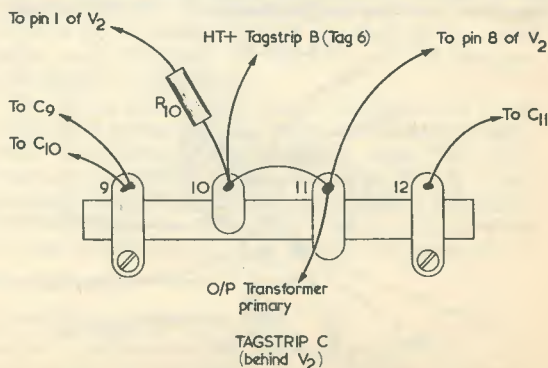 To pin 1 of V2
HT+ Tagstrip B (Tag 6)
To pin 8 of V2
R10
To C9
To C10
To C11
9
10
11
12
O/P Transformer
primary
TAGSTRIP C
(behind V2)